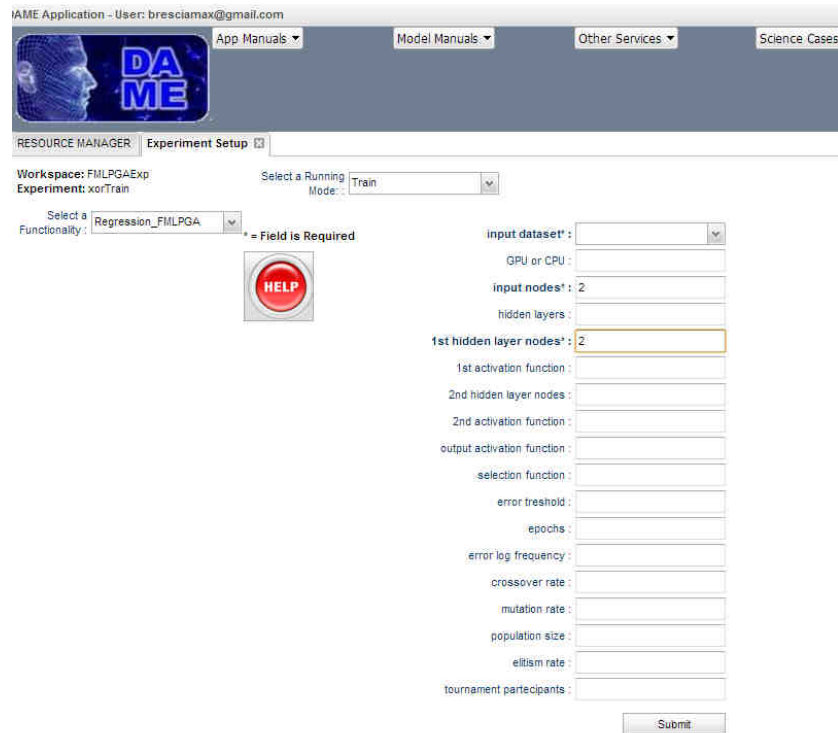 DAME Application - User: bresciamax@gmail.com
App Manuals Model Manuals Other Services Science Cases
DA
ME
RESOURCE MANAGER Experiment Setup
Workspace: FMLPGAExp
Experiment: xorTrain
Select a Running Mode: : Train
Select a Functionality : Regression_FMLPGA
* = Field is Required
HELP
input dataset* :
GPU or CPU :
input nodes* : 2
hidden layers :
1st hidden layer nodes* : 2
1st activation function :
2nd hidden layer nodes :
2nd activation function :
output activation function :
selection function :
error treshold :
epochs :
error log frequency :
crossover rate :
mutation rate :
population size :
elitism rate :
tournament partecipants :
Submit